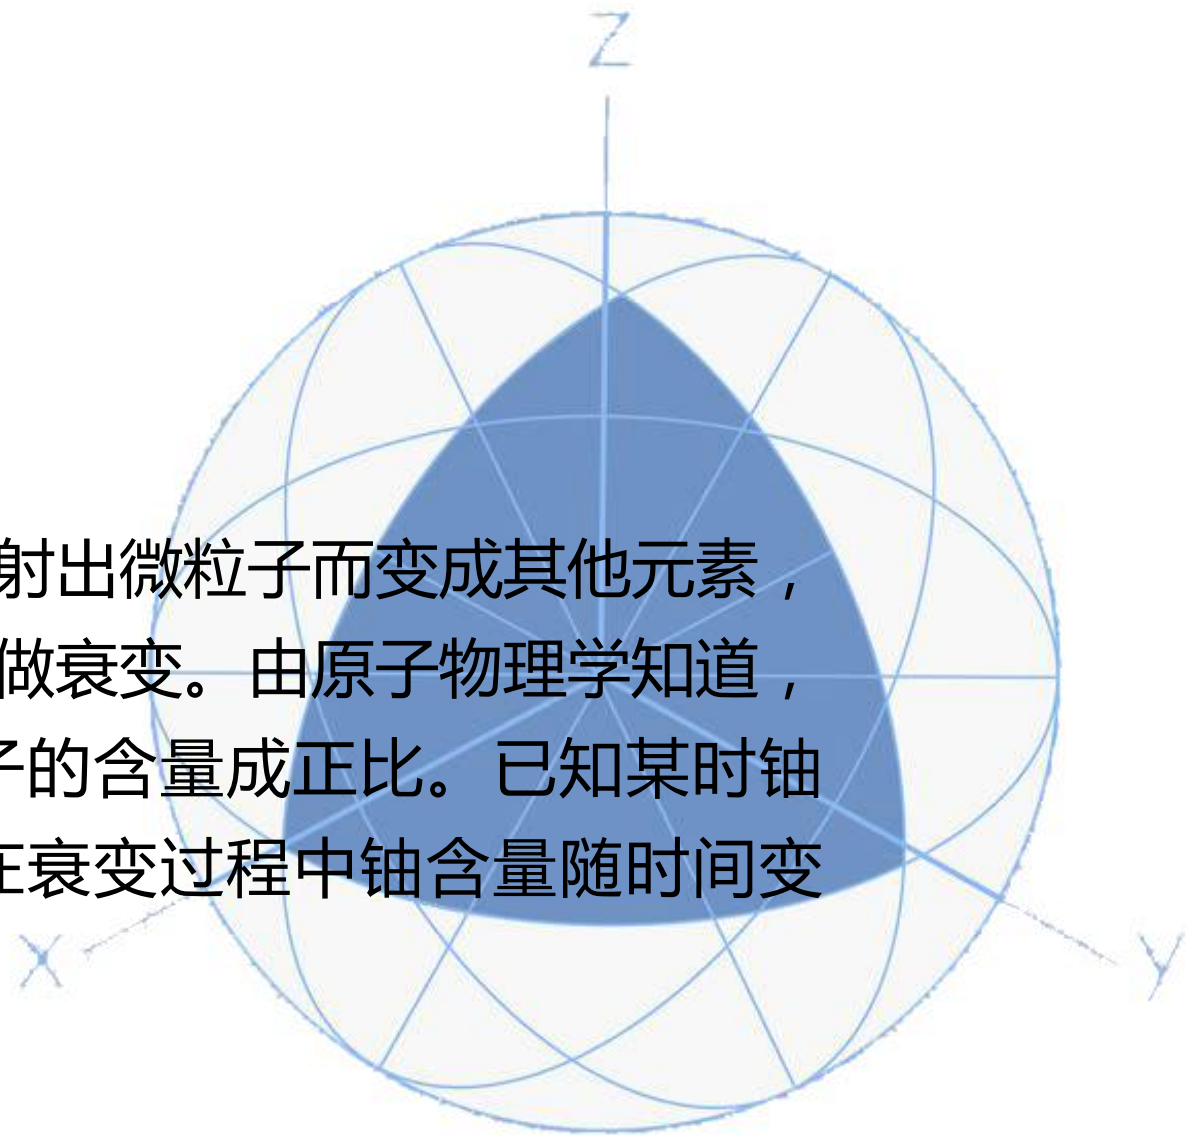 Z
射出微粒子而变成其他元素，
做衰变。由原子物理学知道，
子的含量成正比。已知某时铀
在衰变过程中铀含量随时间变
X
Y